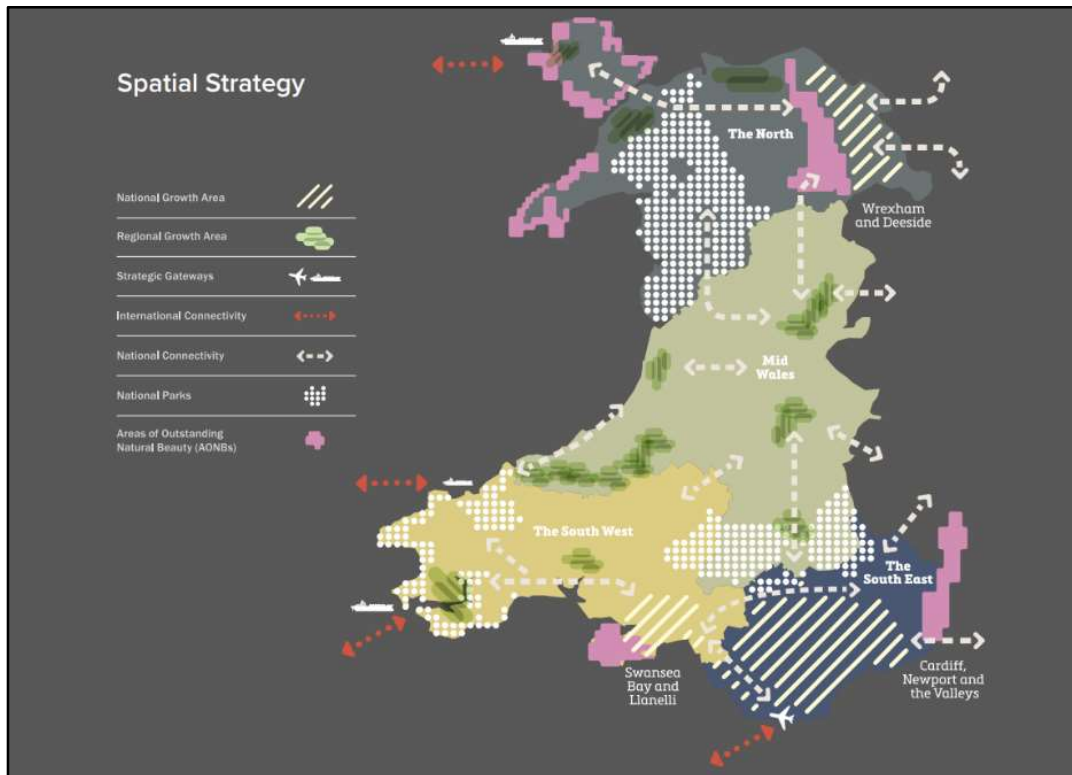 Spatial Strategy
National Growth Area
Regional Growth Area
Strategic Gateways
International Connectivity
National Connectivity
National Parks
Areas of Outstanding
Natural Beauty (AONBs)
The North
Wrexham
and Deeside
Mid
Wales
The South West
The
South East
Swansea
Bay and
Llanelli
Cardiff,
Newport and
the Valleys